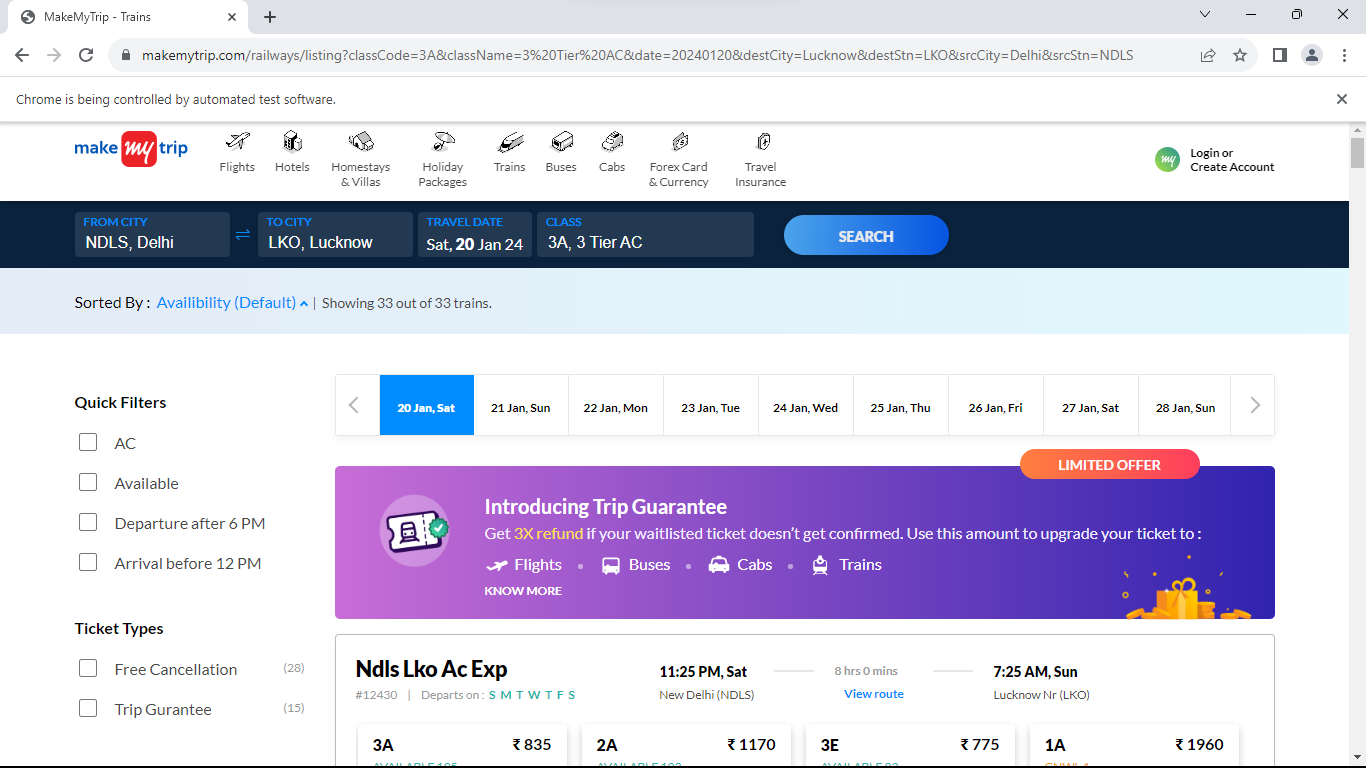 MakeMyTrip - Trains
makemytrip.com/railways/listing?classCode=3A&className=3%20Tier%20AC&date=20240120&destCity=Lucknow&destStn=LKO&srcCity=Delhi&srcStn=NDLS
Chrome is being controlled by automated test software.
make my trip
Flights
Hotels
Homestays
& Villas
Holiday
Packages
Trains
Buses
Cabs
Forex Card
& Currency
Travel
Insurance
my
Login or
Create Account
FROM CITY
NDLS, Delhi
TO CITY
LKO, Lucknow
TRAVEL DATE
Sat, 20 Jan 24
CLASS
3A, 3 Tier AC
SEARCH
Sorted By : Availibility (Default) | Showing 33 out of 33 trains.
Quick Filters
AC
Available
Departure after 6 PM
Arrival before 12 PM
Ticket Types
Free Cancellation (28)
Trip Gurantee (15)
20 Jan, Sat
21 Jan, Sun
22 Jan, Mon
23 Jan, Tue
24 Jan, Wed
25 Jan, Thu
26 Jan, Fri
27 Jan, Sat
28 Jan, Sun
LIMITED OFFER
Introducing Trip Guarantee
Get 3X refund if your waitlisted ticket doesn't get confirmed. Use this amount to upgrade your ticket to :
Flights • Buses • Cabs • Trains
KNOW MORE
Ndls Lko Ac Exp
#12430 | Departs on : S M T W T F S
11:25 PM, Sat
New Delhi (NDLS)
8 hrs 0 mins
View route
7:25 AM, Sun
Lucknow Nr (LKO)
3A ₹ 835
2A ₹ 1170
3E ₹ 775
1A ₹ 1960